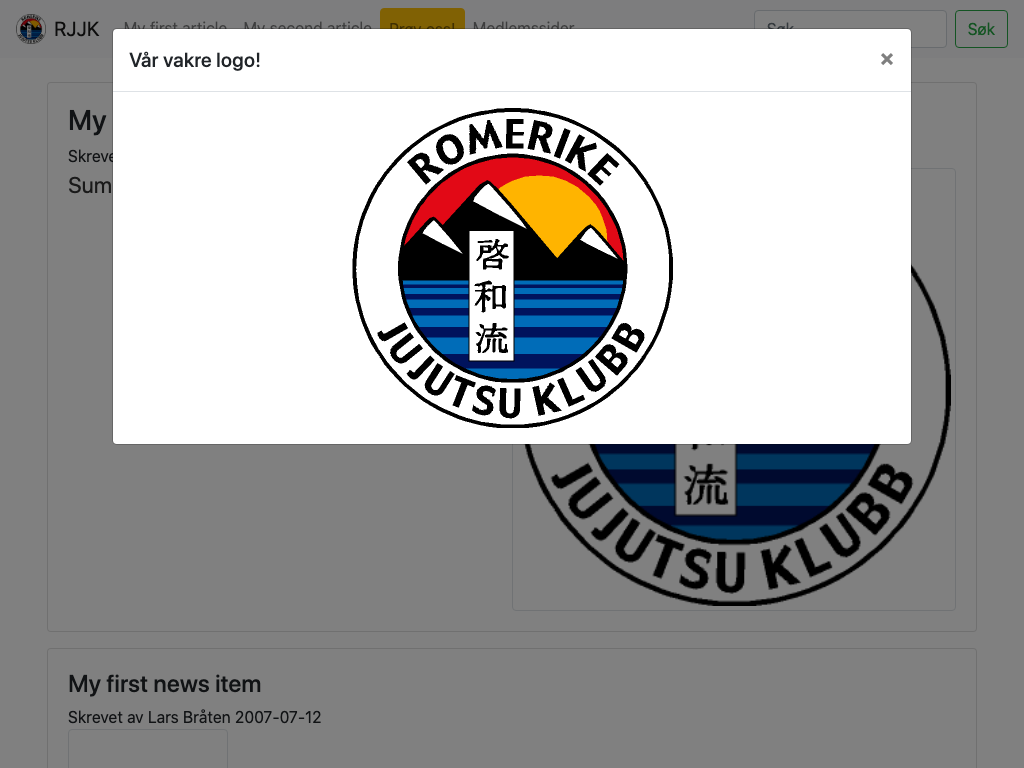 RJJK My first article My second article Prøv oss! Medlemssider Søk Søk
Vår vakre logo!
×
ROMERIKE
啓
和
流
JUJUTSU KLUBB
My
Skreve
Sum
流
JUJUTSU KLUBB
My first news item
Skrevet av Lars Bråten 2007-07-12